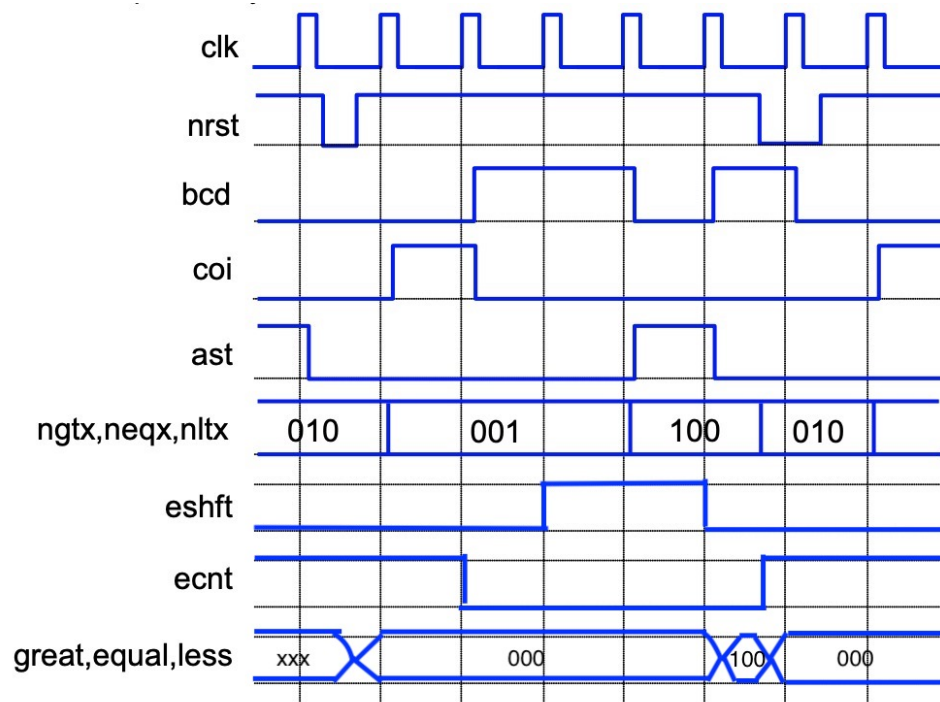 clk
nrst
bcd
coi
ast
ngtx,neqx,nltx 010 001 100 010
eshft
ecnt
great,equal,less xxx 000 100 000